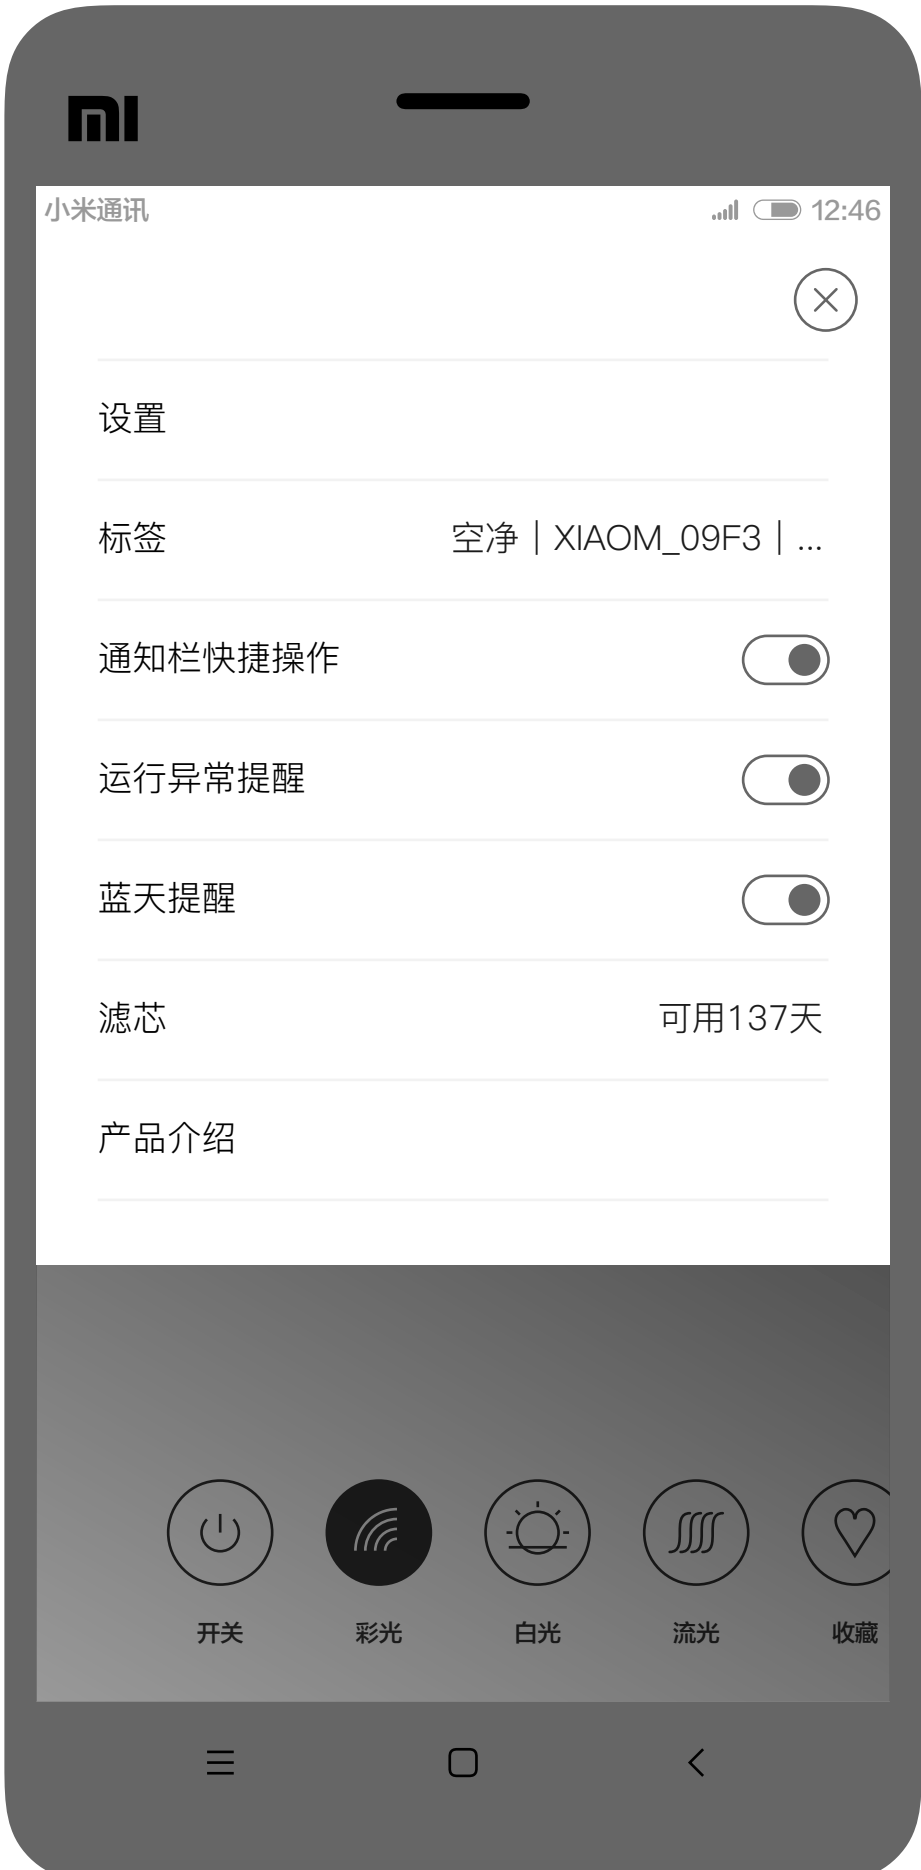 mi
小米通讯 12:46
设置
标签 空净｜XIAOM_09F3｜...
通知栏快捷操作
运行异常提醒
蓝天提醒
滤芯 可用137天
产品介绍
开关 彩光 白光 流光 收藏